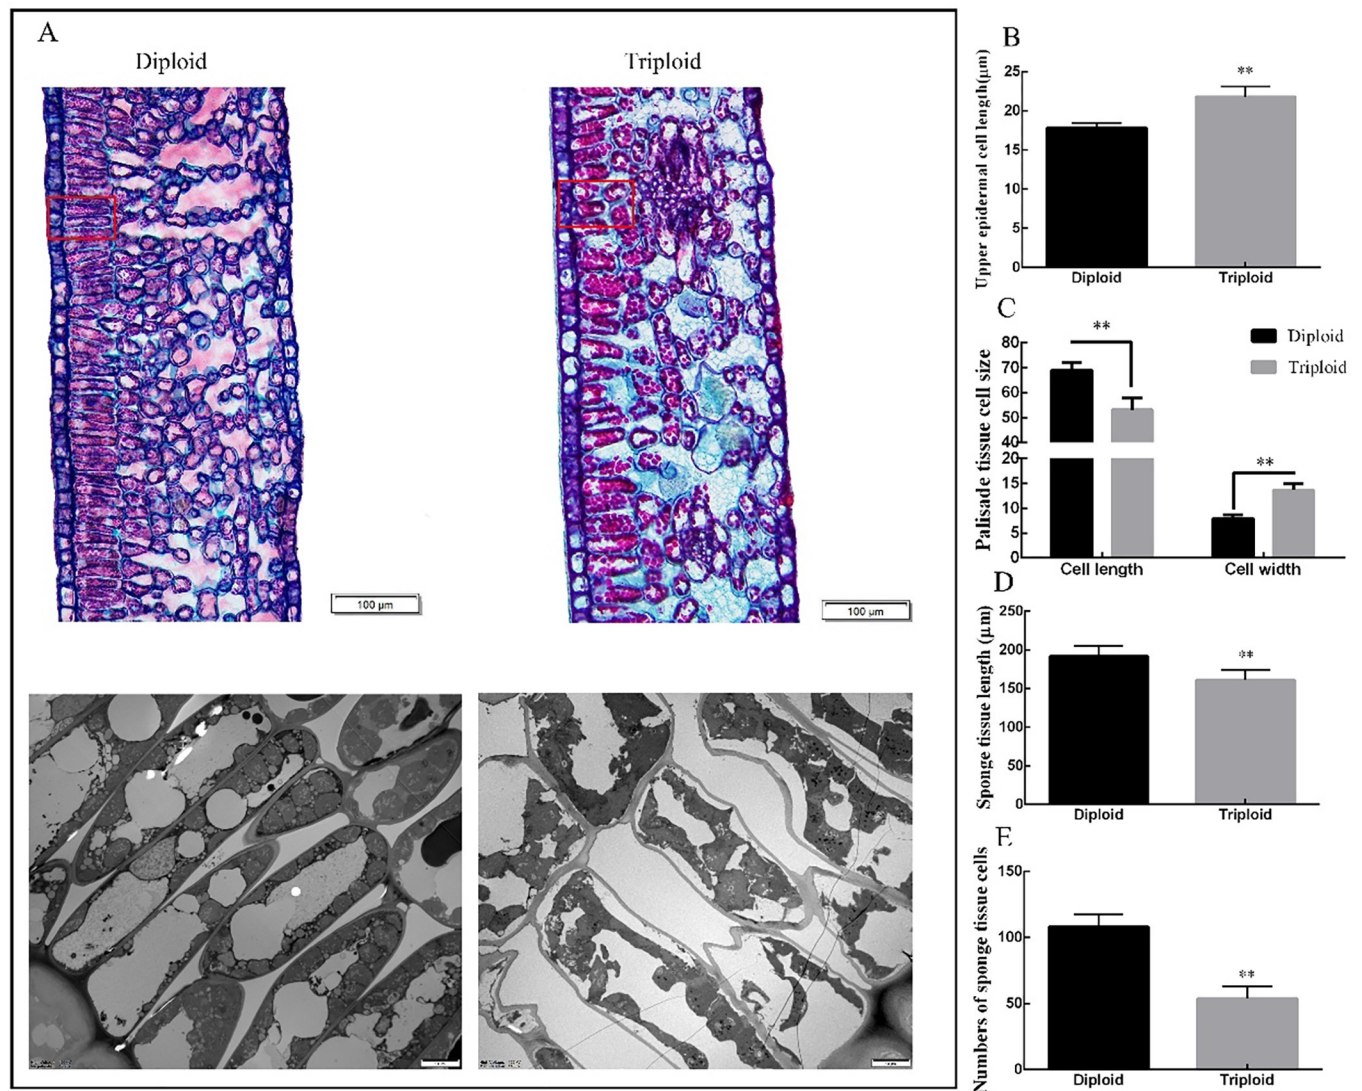 A
Diploid
Triploid
100 μm
100 μm
B
Upper epidermal cell length(μm)
25
20
15
10
5
0
**
Diploid
Triploid
C
Diploid
Triploid
Palisade tissue cell size
80
70
60
50
40
20
15
10
5
0
**
**
Cell length
Cell width
D
Sponge tissue length (μm)
250
200
150
100
50
0
**
Diploid
Triploid
E
Numbers of sponge tissue cells
150
100
50
0
**
Diploid
Triploid